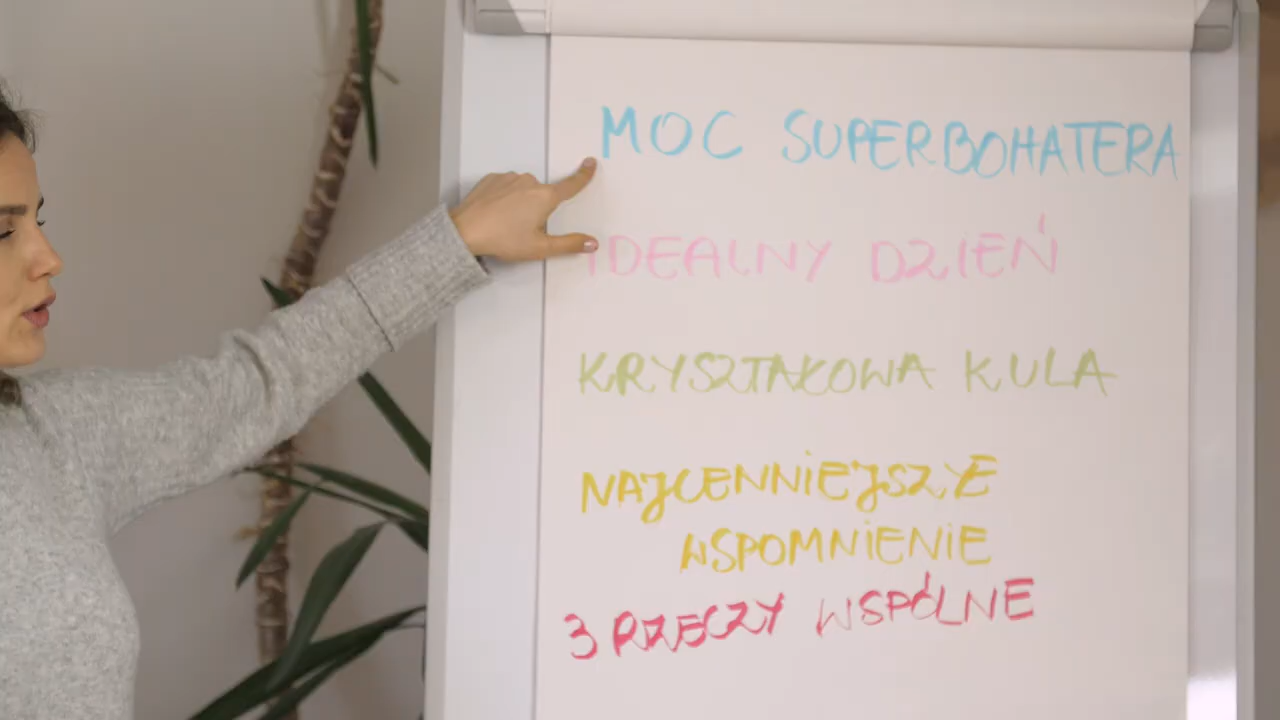 MOC SUPERBOHATERA
IDEALNY DZIEŃ
KRYSZTAŁOWA KULA
NAJCENNIEJSZE
WSPOMNIENIE
3 RZECZY WSPÓLNE